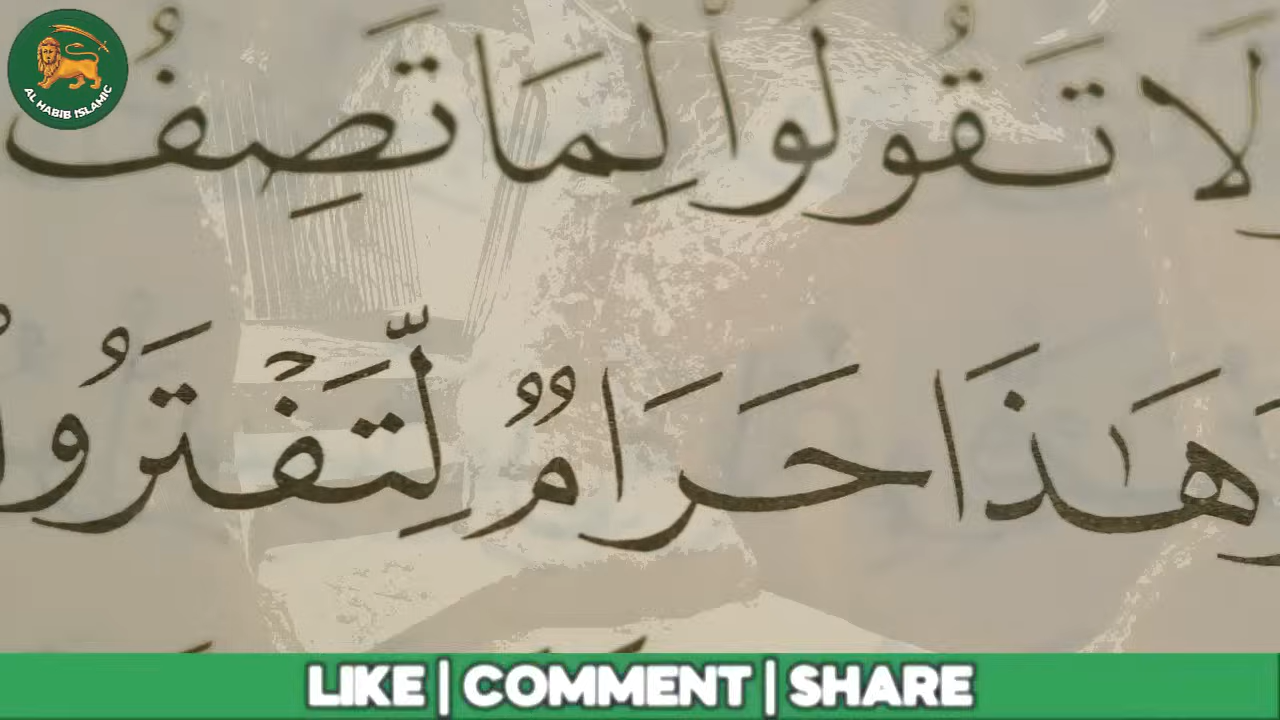 AL HABIB ISLAMIC
لَا تَقُولُوا۟ لِمَا تَصِفُ
وَهَٰذَا حَرَامٌ لِّتَفْتَرُوا۟
LIKE | COMMENT | SHARE